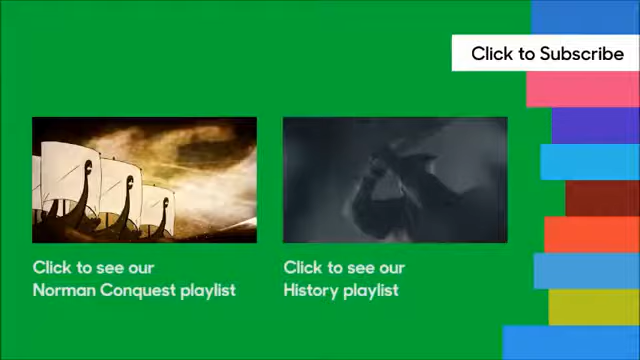 Click to Subscribe
Click to see our
Norman Conquest playlist
Click to see our
History playlist